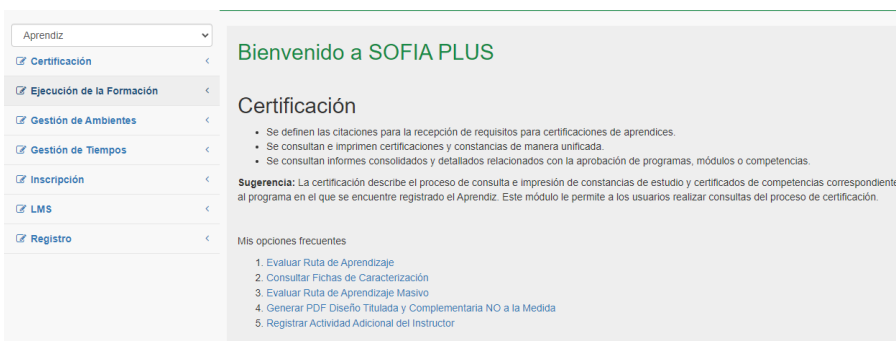 Aprendiz
Certificación
Ejecución de la Formación
Gestión de Ambientes
Gestión de Tiempos
Inscripción
LMS
Registro
Bienvenido a SOFIA PLUS
Certificación
Se definen las citaciones para la recepción de requisitos para certificaciones de aprendices.
Se consultan e imprimen certificaciones y constancias de manera unificada.
Se consultan informes consolidados y detallados relacionados con la aprobación de programas, módulos o competencias.
Sugerencia: La certificación describe el proceso de consulta e impresión de constancias de estudio y certificados de competencias correspondiente
al programa en el que se encuentre registrado el Aprendiz. Este módulo le permite a los usuarios realizar consultas del proceso de certificación.
Mis opciones frecuentes
1. Evaluar Ruta de Aprendizaje
2. Consultar Fichas de Caracterización
3. Evaluar Ruta de Aprendizaje Masivo
4. Generar PDF Diseño Titulada y Complementaria NO a la Medida
5. Registrar Actividad Adicional del Instructor